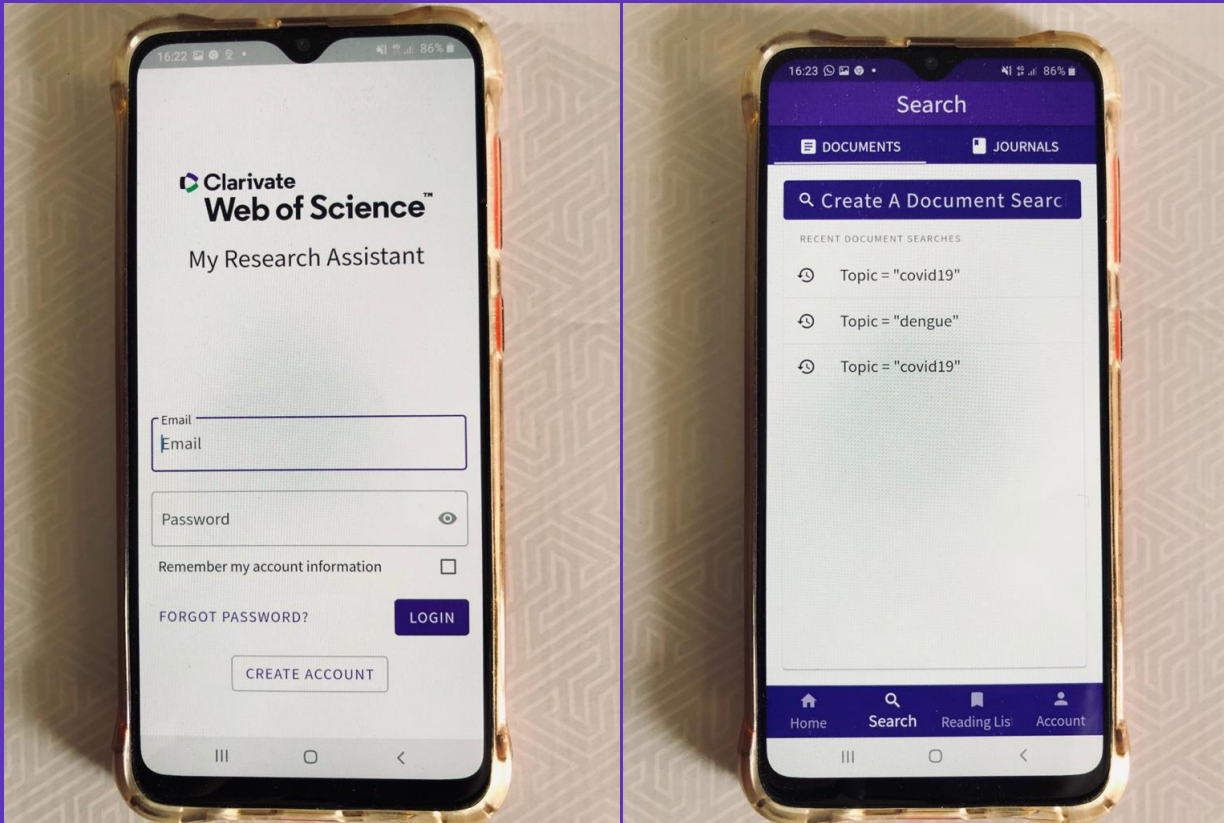 16:22
86%
Clarivate
Web of Science™
My Research Assistant
Email
Email
Password
Remember my account information
FORGOT PASSWORD?
LOGIN
CREATE ACCOUNT
16:23
86%
Search
DOCUMENTS
JOURNALS
Create A Document Searc
RECENT DOCUMENT SEARCHES
Topic = "covid19"
Topic = "dengue"
Topic = "covid19"
Home
Search
Reading Lis
Account